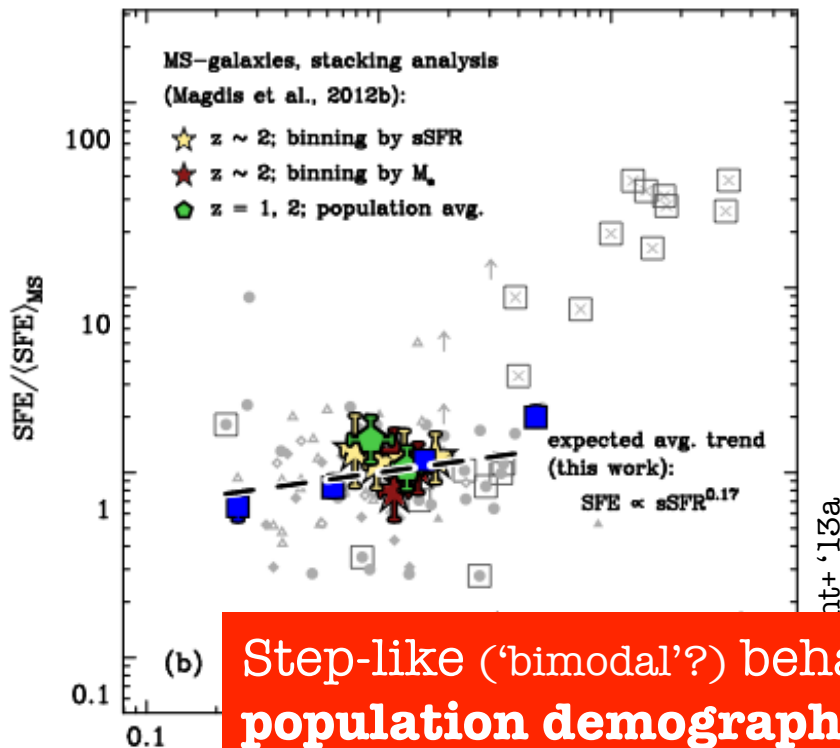 MS-galaxies, stacking analysis
(Magdis et al., 2012b):
z ~ 2; binning by sSFR
z ~ 2; binning by M⁎
z = 1, 2; population avg.
100
10
1
0.1
SFE/⟨SFE⟩MS
expected avg. trend
(this work):
SFE ∝ sSFR^0.17
(b)
0.1
nt+ '13a
Step-like ('bimodal'?) beha
population demograph